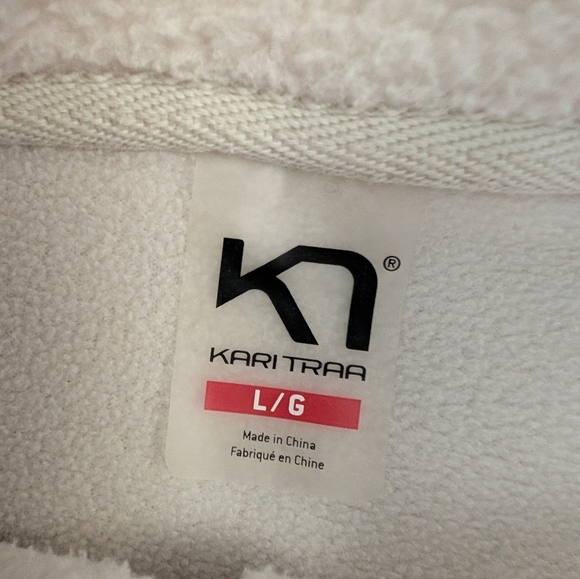 ®
KARI TRAA
L/G
Made in China
Fabriqué en Chine